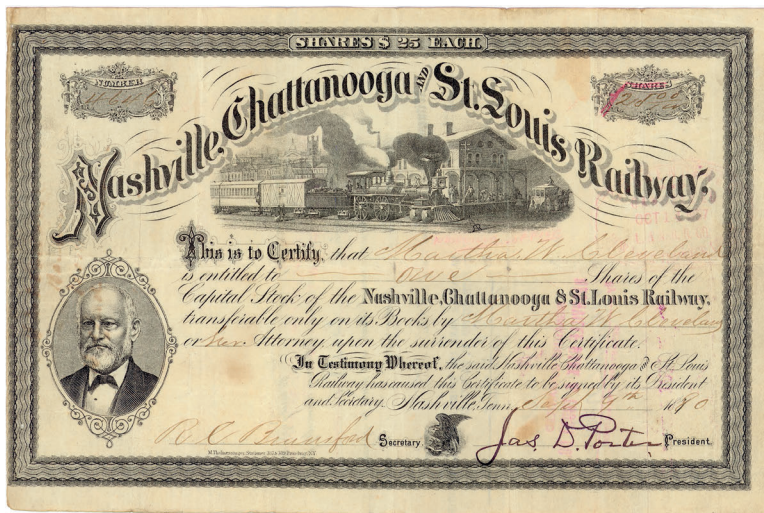 SHARES $ 25 EACH.
NUMBER
SHARES
Nashville, Chattanooga AND St. Louis Railway.
OCT
This is to Certify, that Martha W. Cleveland
is entitled to one Shares of the
Capital Stock of the Nashville, Chattanooga & St. Louis Railway.
transferable only on its Books by Martha W. Cleveland
or her Attorney, upon the surrender of this Certificate.
In Testimony Whereof, the said Nashville Chattanooga & St. Louis
Railway has caused this Certificate to be signed by its President
and Secretary. Nashville, Tenn, Sept 7th 1880
Secretary. Jas. D. Porter President.